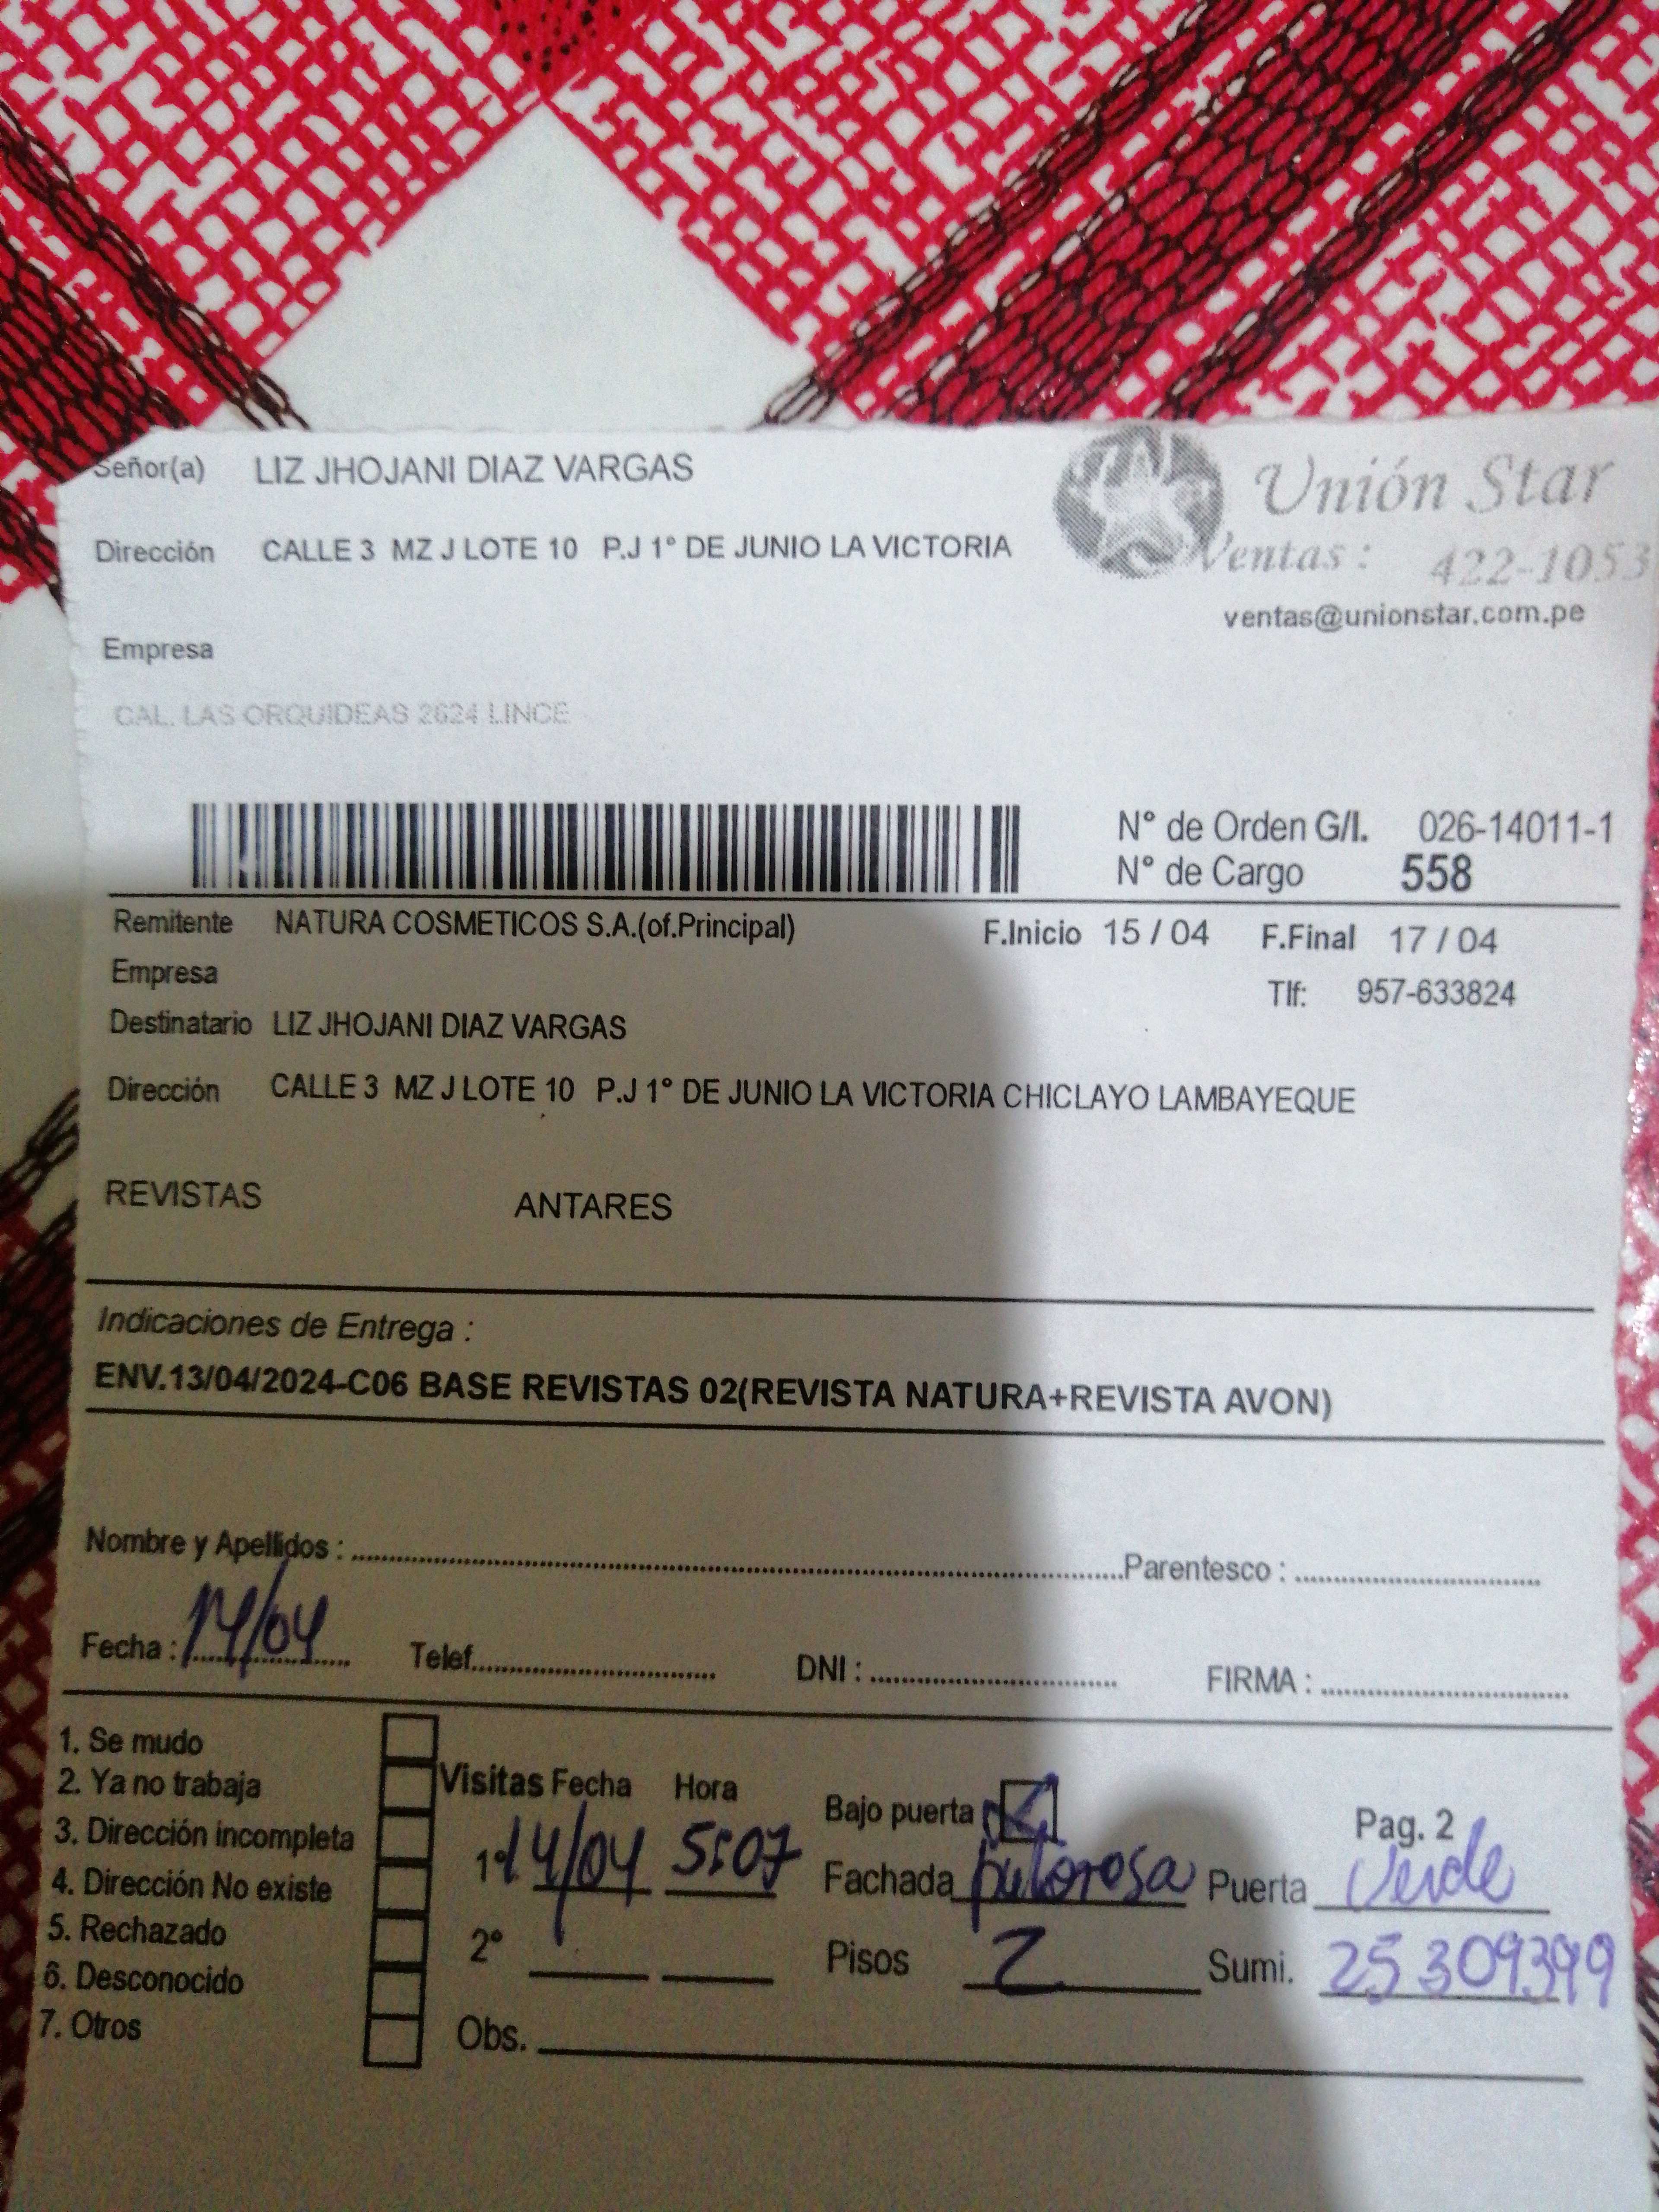 Señor(a) LIZ JHOJANI DIAZ VARGAS
Unión Star
Dirección CALLE 3 MZ J LOTE 10 P.J 1° DE JUNIO LA VICTORIA
Ventas : 422-1053
ventas@unionstar.com.pe
Empresa
CAL. LAS ORQUIDEAS 2624 LINCE
N° de Orden G/I. 026-14011-1
N° de Cargo 558
Remitente NATURA COSMETICOS S.A.(of.Principal) F.Inicio 15 / 04 F.Final 17 / 04
Empresa
Tlf: 957-633824
Destinatario LIZ JHOJANI DIAZ VARGAS
Dirección CALLE 3 MZ J LOTE 10 P.J 1° DE JUNIO LA VICTORIA CHICLAYO LAMBAYEQUE
REVISTAS ANTARES
Indicaciones de Entrega :
ENV.13/04/2024-C06 BASE REVISTAS 02(REVISTA NATURA+REVISTA AVON)
Nombre y Apellidos : Parentesco :
Fecha : 14/04 Telef. DNI : FIRMA :
1. Se mudo
2. Ya no trabaja
3. Dirección incompleta
4. Dirección No existe
5. Rechazado
6. Desconocido
7. Otros
Visitas Fecha Hora
1° 14/04 5:07
2°
Obs.
Bajo puerta Pag. 2
Fachada Puerta Verde
Pisos 2 Sumi. 25309399